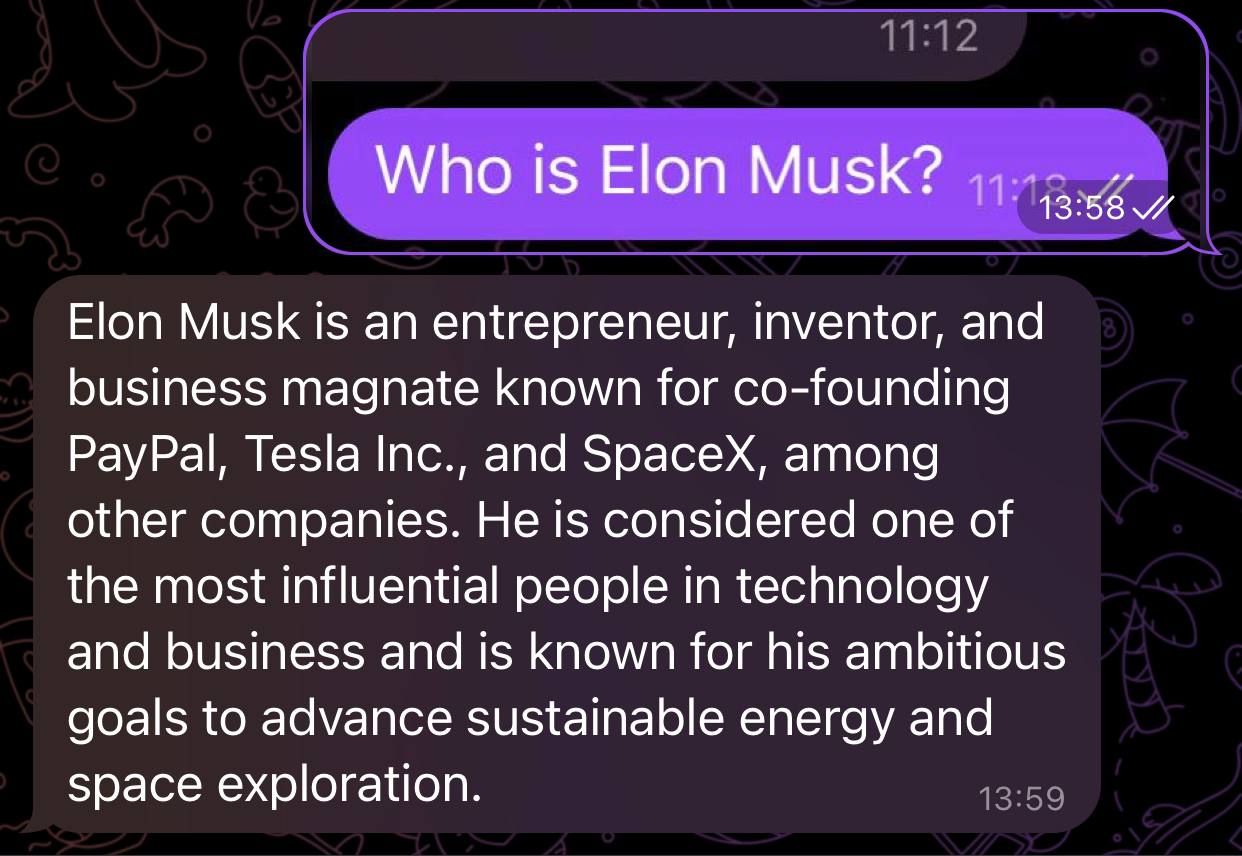 11:12
Who is Elon Musk? 11:18
13:58
Elon Musk is an entrepreneur, inventor, and
business magnate known for co-founding
PayPal, Tesla Inc., and SpaceX, among
other companies. He is considered one of
the most influential people in technology
and business and is known for his ambitious
goals to advance sustainable energy and
space exploration.
13:59